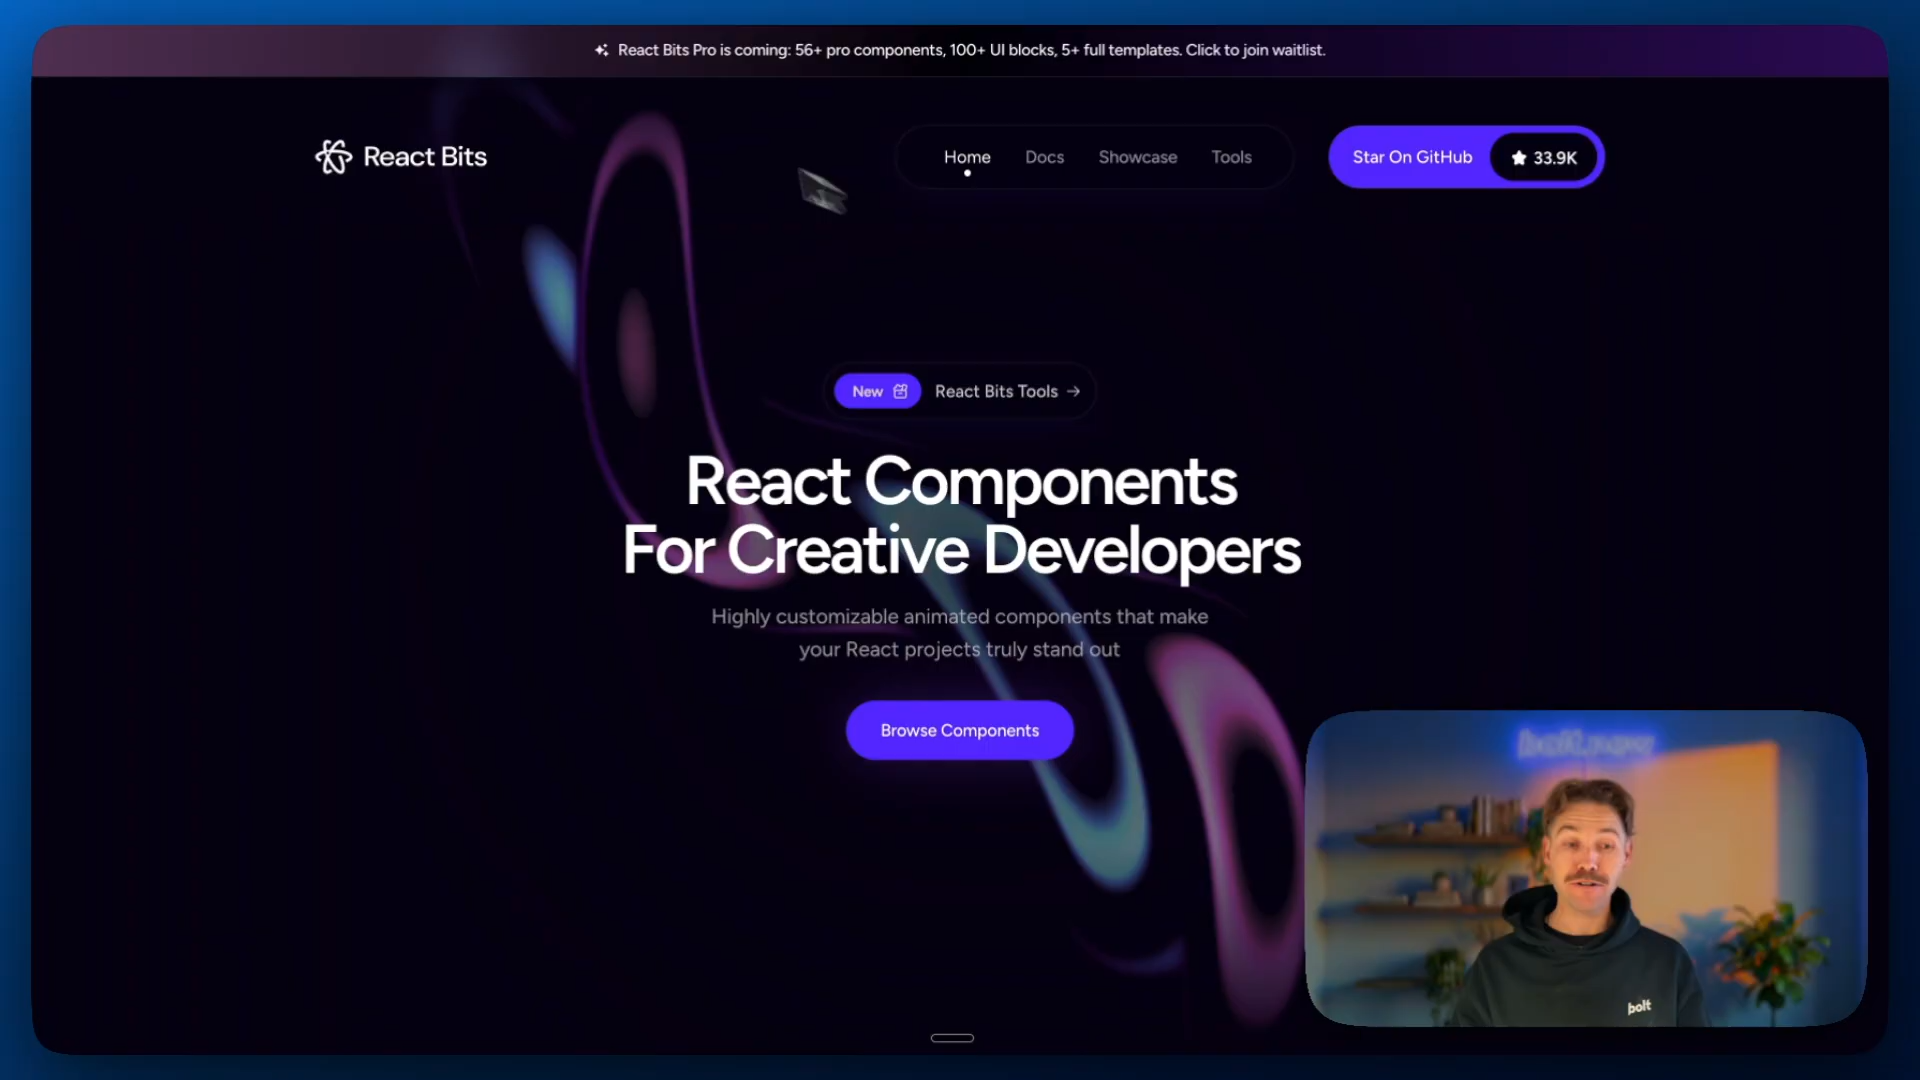 React Bits Pro is coming: 56+ pro components, 100+ UI blocks, 5+ full templates. Click to join waitlist.
React Bits
Home
Docs
Showcase
Tools
Star On GitHub
33.9K
New
React Bits Tools →
React Components
For Creative Developers
Highly customizable animated components that make
your React projects truly stand out
Browse Components
bolt.new
bolt